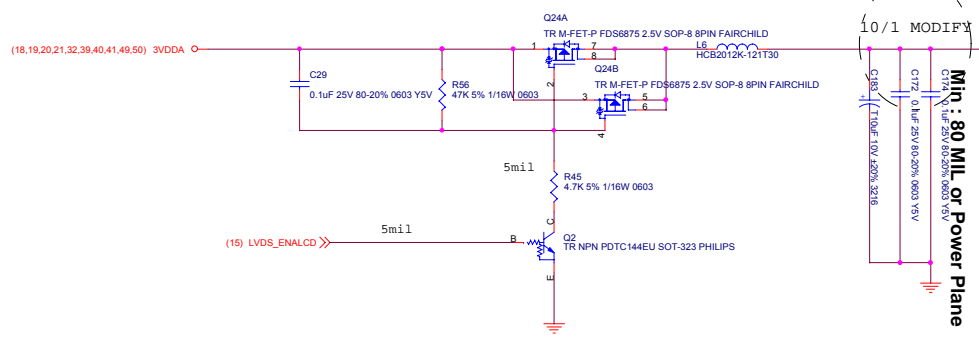 Q24A
TR M-FET-P FDS6875 2.5V SOP-8 8PIN FAIRCHILD
10/1 MODIFY
(18,19,20,21,32,39,40,41,49,50) 3VDDA
1
7
8
2
L6
HCB2012K-121T30
Q24B
TR M-FET-P FDS6875 2.5V SOP-8 8PIN FAIRCHILD
3
5
6
4
C29
0.1uF 25V 80-20% 0603 Y5V
R56
47K 5% 1/16W 0603
C183
T10uF 10V ±20% 3216
+
C172
0.1uF 25V 80-20% 0603 Y5V
C174
0.1uF 25V 80-20% 0603 Y5V
Min : 80 MIL or Power Plane
5mil
R45
4.7K 5% 1/16W 0603
(15) LVDS_ENALCD
5mil
B
C
E
Q2
TR NPN PDTC144EU SOT-323 PHILIPS